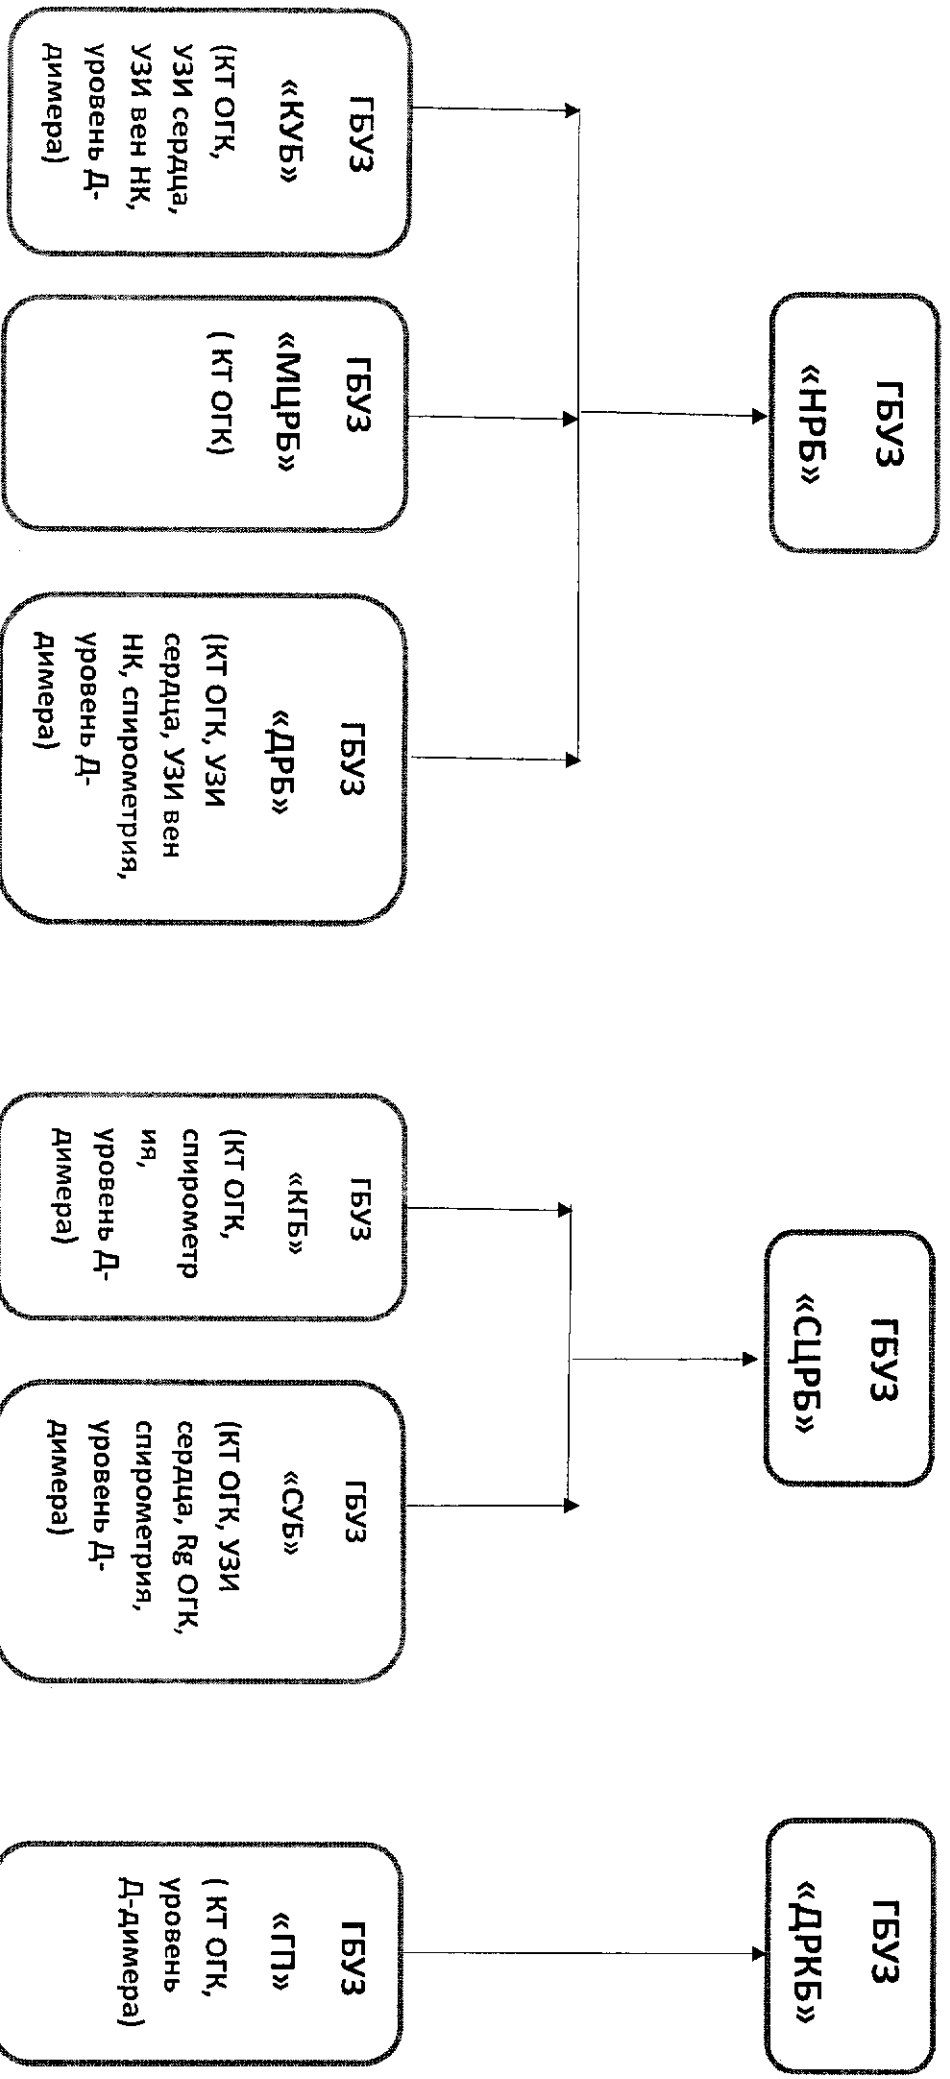 ГБУЗ
«НРБ»
ГБУЗ
«СЦРБ»
ГБУЗ
«ДРКБ»
ГБУЗ
«КУБ»
(КТ ОГК,
УЗИ сердца,
УЗИ вен НК,
уровень Д-
димера)
ГБУЗ
«МЦРБ»
( КТ ОГК)
ГБУЗ
«ДРБ»
(КТ ОГК, УЗИ
сердца, УЗИ вен
НК, спирометрия,
уровень Д-
димера)
ГБУЗ
«КГБ»
(КТ ОГК,
спирометр
ия,
уровень Д-
димера)
ГБУЗ
«СУБ»
(КТ ОГК, УЗИ
сердца, Rg ОГК,
спирометрия,
уровень Д-
димера)
ГБУЗ
«ГП»
( КТ ОГК,
уровень
Д-димера)